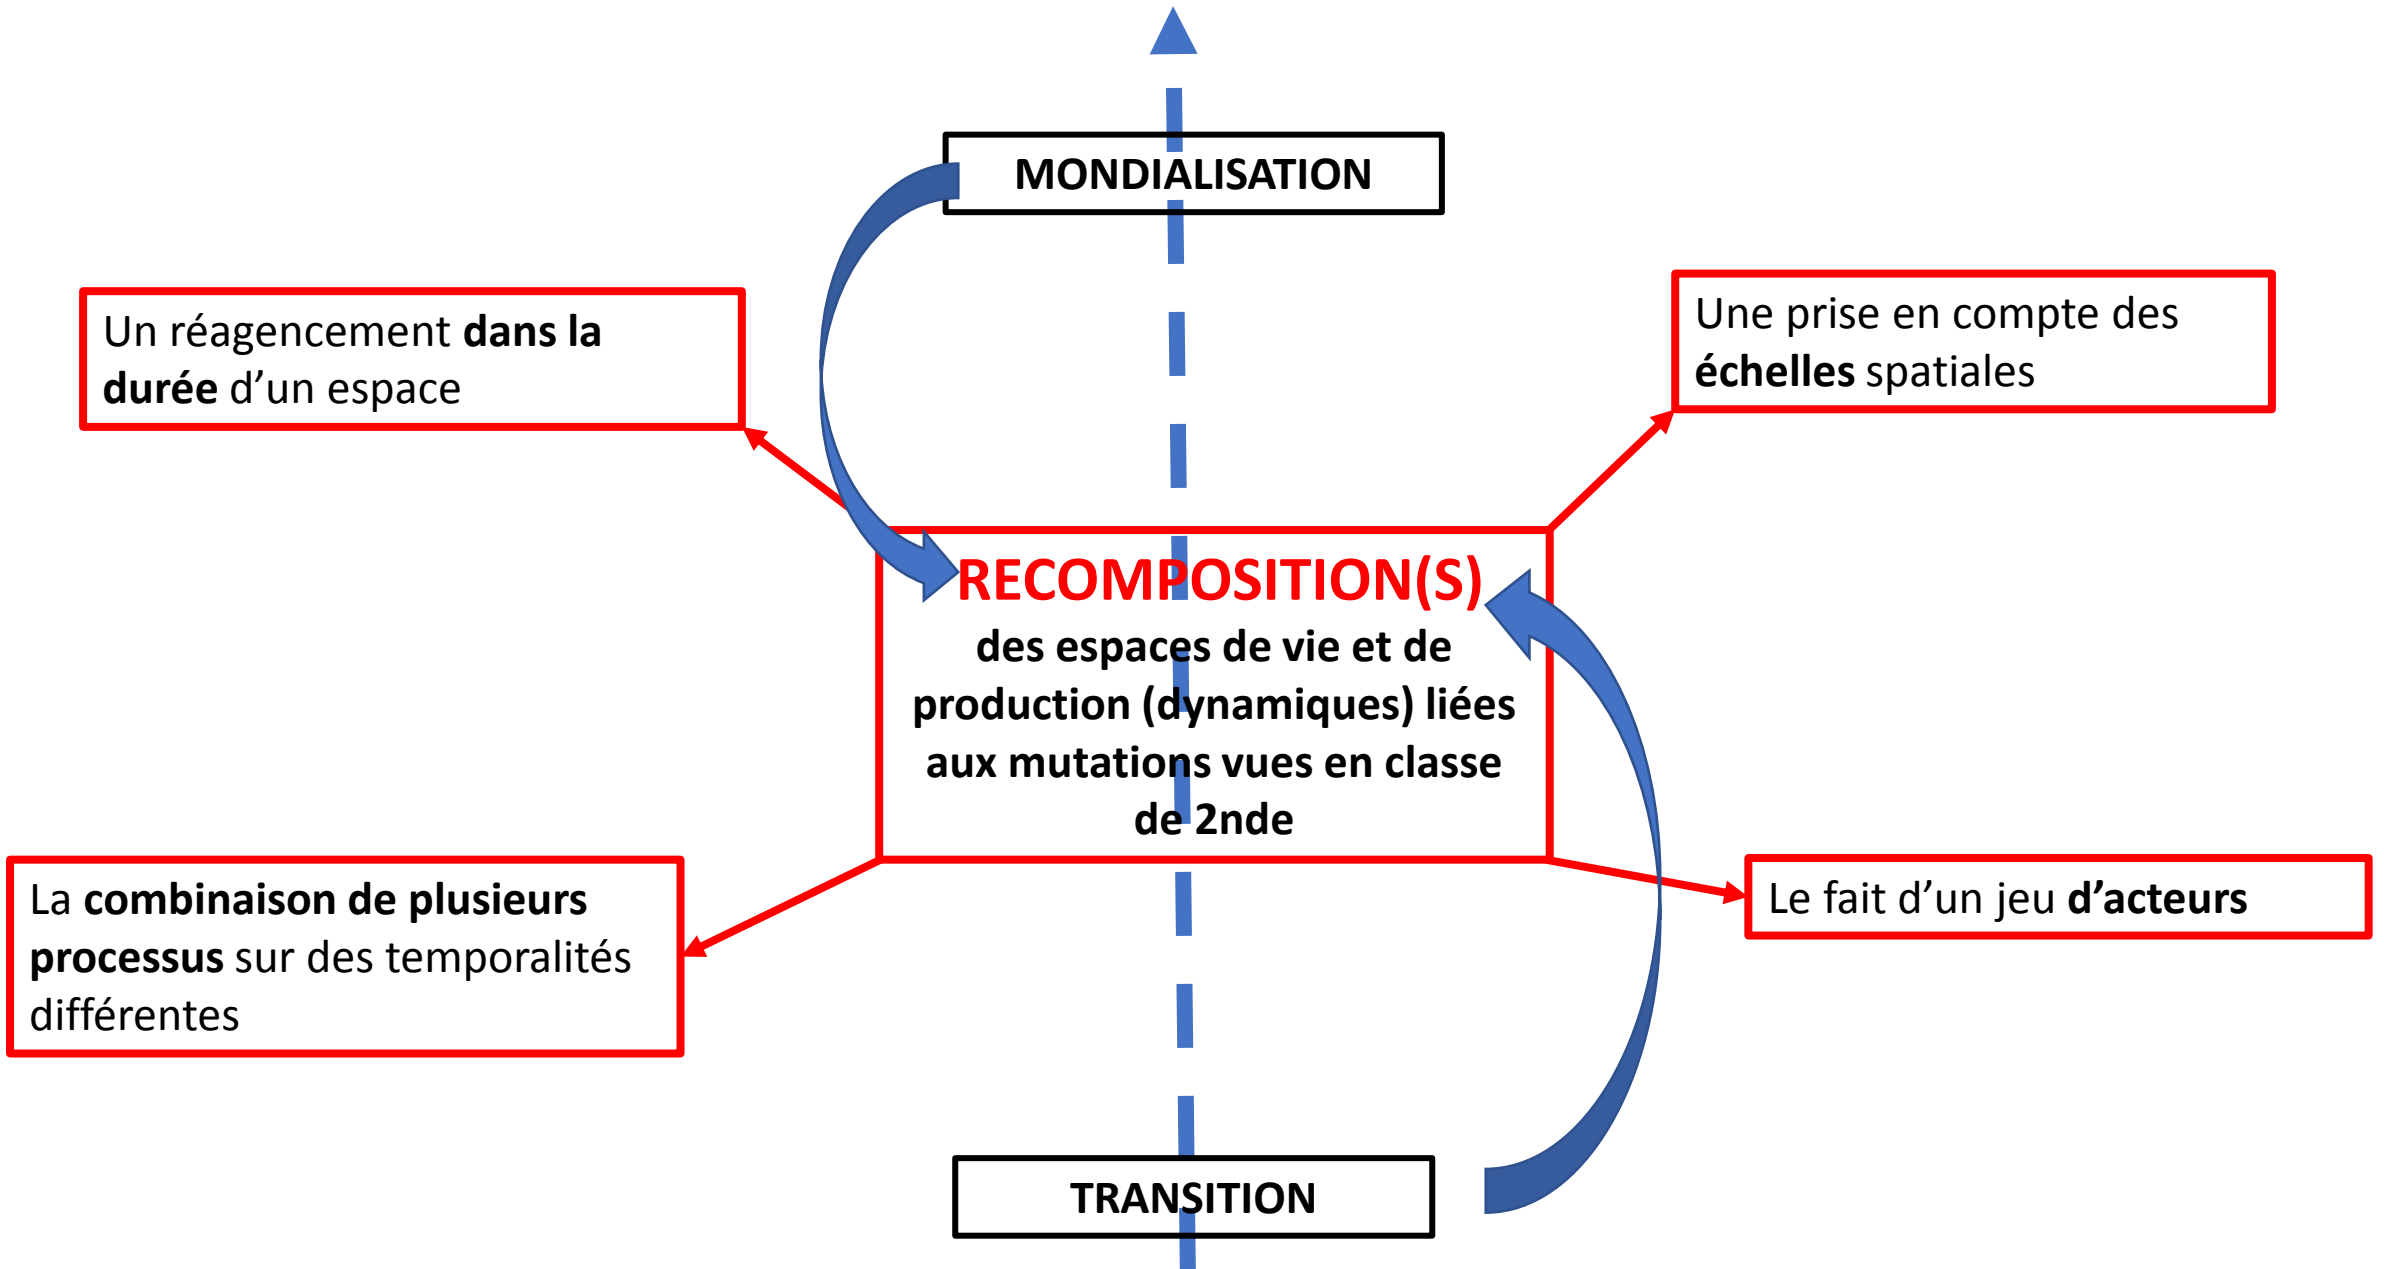 MONDIALISATION
Un réagencement dans la
durée d’un espace
Une prise en compte des
échelles spatiales
RECOMPOSITION(S)
des espaces de vie et de
production (dynamiques) liées
aux mutations vues en classe
de 2nde
La combinaison de plusieurs
processus sur des temporalités
différentes
Le fait d’un jeu d’acteurs
TRANSITION